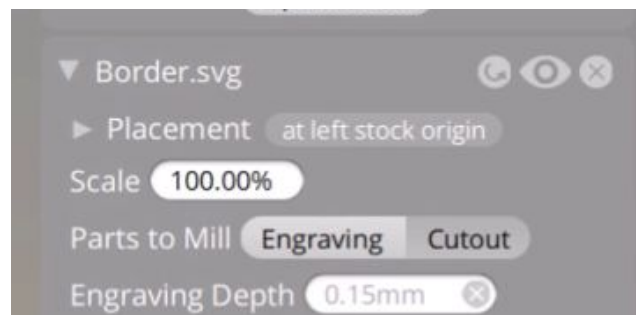 Border.svg
Placement at left stock origin
Scale 100.00%
Parts to Mill Engraving Cutout
Engraving Depth 0.15mm